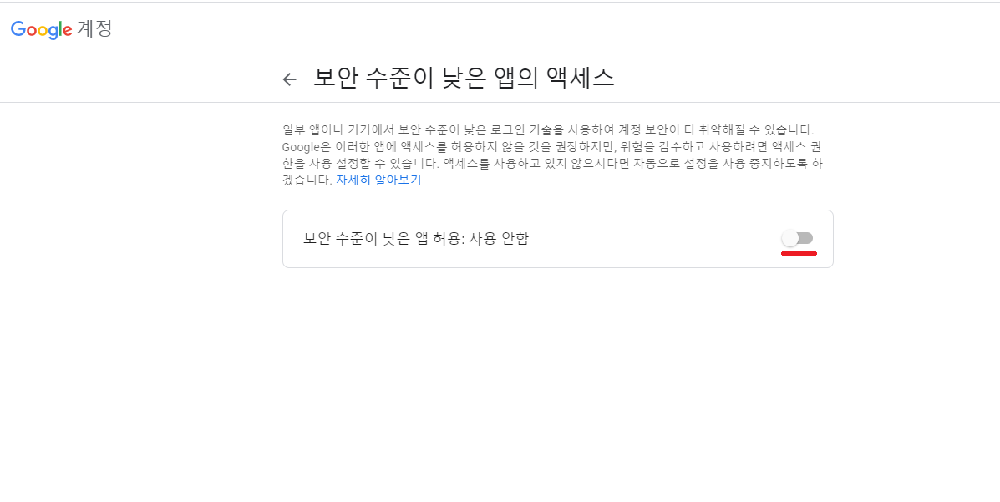 Google 계정
보안 수준이 낮은 앱의 액세스
일부 앱이나 기기에서 보안 수준이 낮은 로그인 기술을 사용하여 계정 보안이 더 취약해질 수 있습니다.
Google은 이러한 앱에 액세스를 허용하지 않을 것을 권장하지만, 위험을 감수하고 사용하려면 액세스 권
한을 사용 설정할 수 있습니다. 액세스를 사용하고 있지 않으시다면 자동으로 설정을 사용 중지하도록 하
겠습니다. 자세히 알아보기
보안 수준이 낮은 앱 허용: 사용 안함